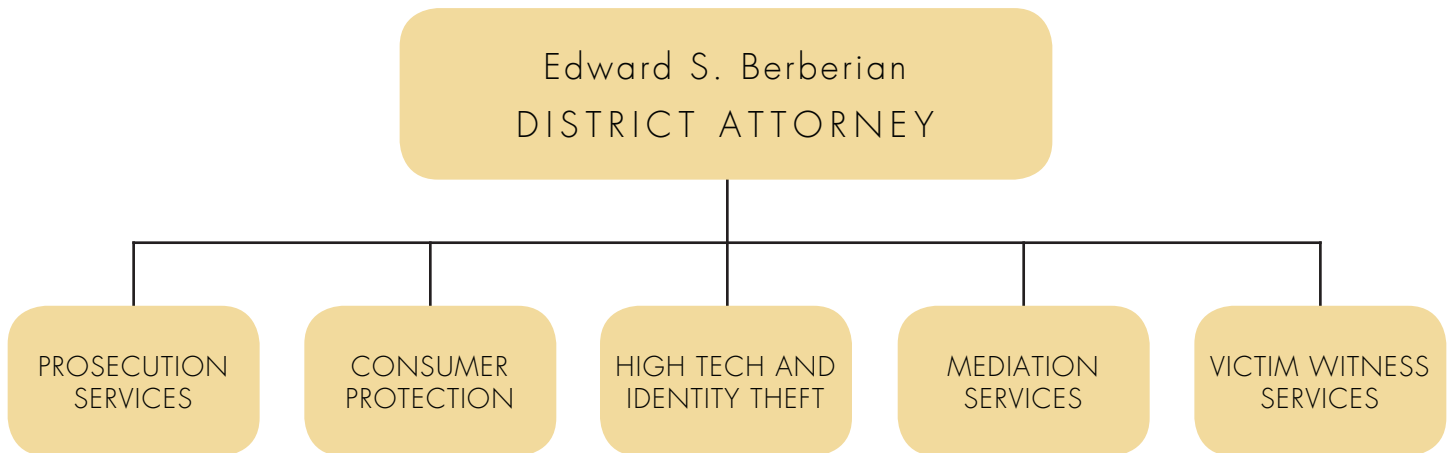 Edward S. Berberian
DISTRICT ATTORNEY
PROSECUTION
SERVICES
CONSUMER
PROTECTION
HIGH TECH AND
IDENTITY THEFT
MEDIATION
SERVICES
VICTIM WITNESS
SERVICES